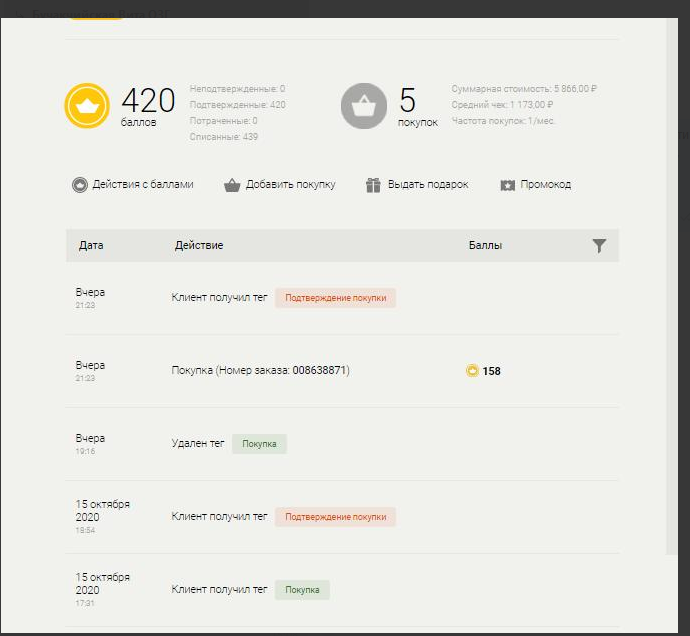 420
баллов
Неподтвержденные: 0
Подтвержденные: 420
Потраченные: 0
Списанные: 439
5
покупок
Суммарная стоимость: 5 866,00 ₽
Средний чек: 1 173,00 ₽
Частота покупок: 1/мес.
Действия с баллами
Добавить покупку
Выдать подарок
Промокод
Дата Действие Баллы
Вчера
21:23
Клиент получил тег Подтверждение покупки
Вчера
21:23
Покупка (Номер заказа: 008638871) 158
Вчера
19:16
Удален тег Покупка
15 октября
2020
18:54
Клиент получил тег Подтверждение покупки
15 октября
2020
17:31
Клиент получил тег Покупка